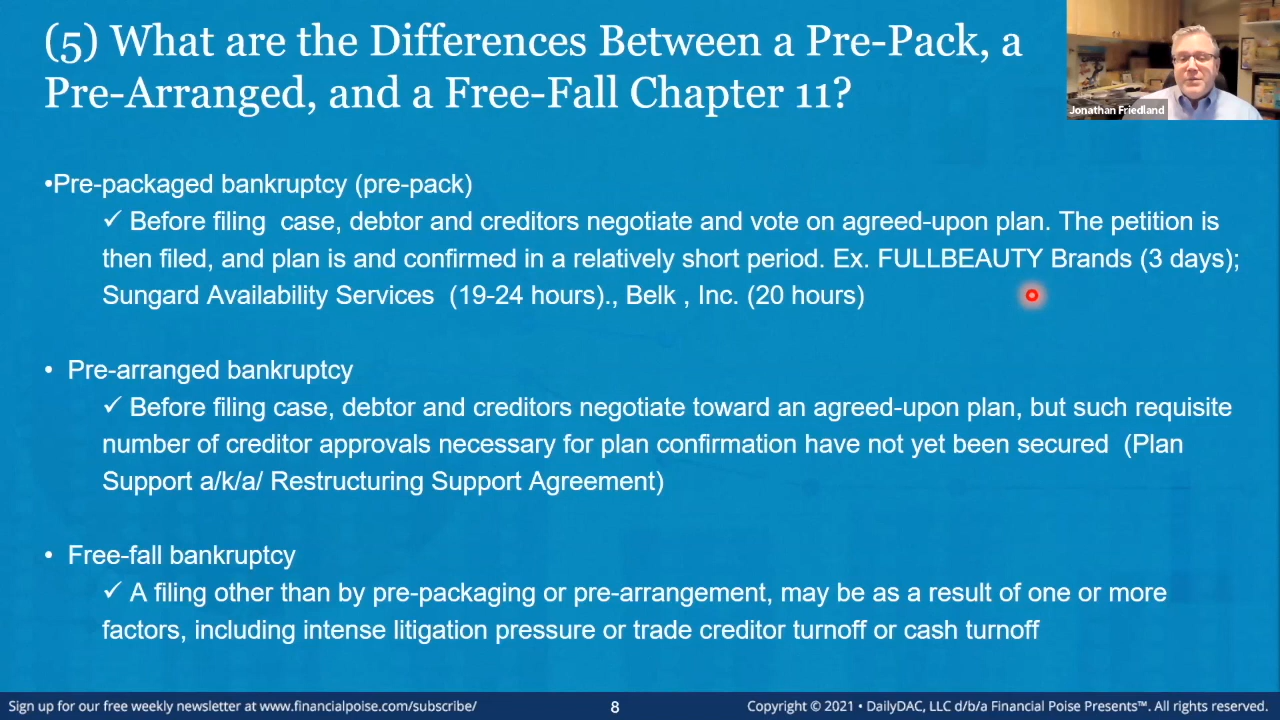 (5) What are the Differences Between a Pre-Pack, a
Pre-Arranged, and a Free-Fall Chapter 11?
Jonathan Friedland
•Pre-packaged bankruptcy (pre-pack)
✓ Before filing  case, debtor and creditors negotiate and vote on agreed-upon plan. The petition is
then filed, and plan is and confirmed in a relatively short period. Ex. FULLBEAUTY Brands (3 days);
Sungard Availability Services  (19-24 hours)., Belk , Inc. (20 hours)
• Pre-arranged bankruptcy
✓ Before filing case, debtor and creditors negotiate toward an agreed-upon plan, but such requisite
number of creditor approvals necessary for plan confirmation have not yet been secured  (Plan
Support a/k/a/ Restructuring Support Agreement)
• Free-fall bankruptcy
✓ A filing other than by pre-packaging or pre-arrangement, may be as a result of one or more
factors, including intense litigation pressure or trade creditor turnoff or cash turnoff
Sign up for our free weekly newsletter at www.financialpoise.com/subscribe/
8
Copyright © 2021 • DailyDAC, LLC d/b/a Financial Poise Presents™. All rights reserved.